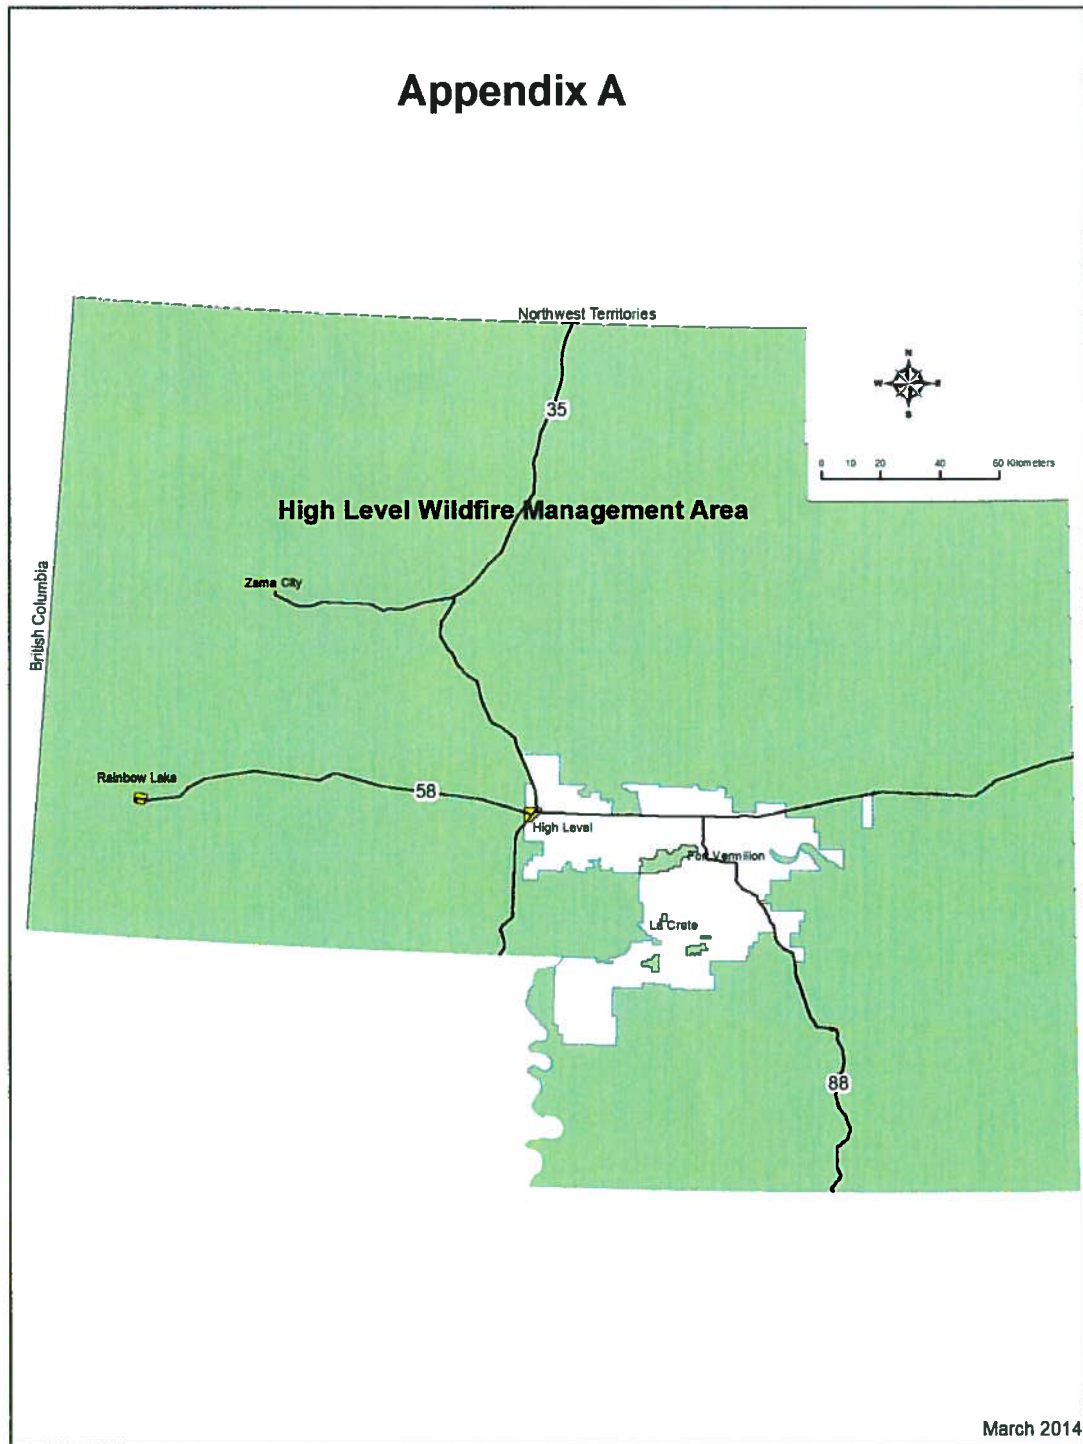 Appendix A
Northwest Territories
N
W E
S
35
0 10 20 40 60 Kilometers
High Level Wildfire Management Area
Zama City
British Columbia
Rainbow Lake
58
High Level
Fort Vermilion
La Crete
88
March 2014